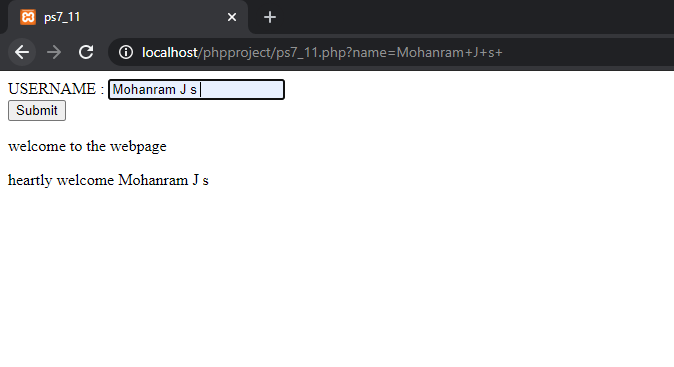 ps7_11
localhost/phpproject/ps7_11.php?name=Mohanram+J+s+
USERNAME : Mohanram J s
Submit
welcome to the webpage
heartly welcome Mohanram J s